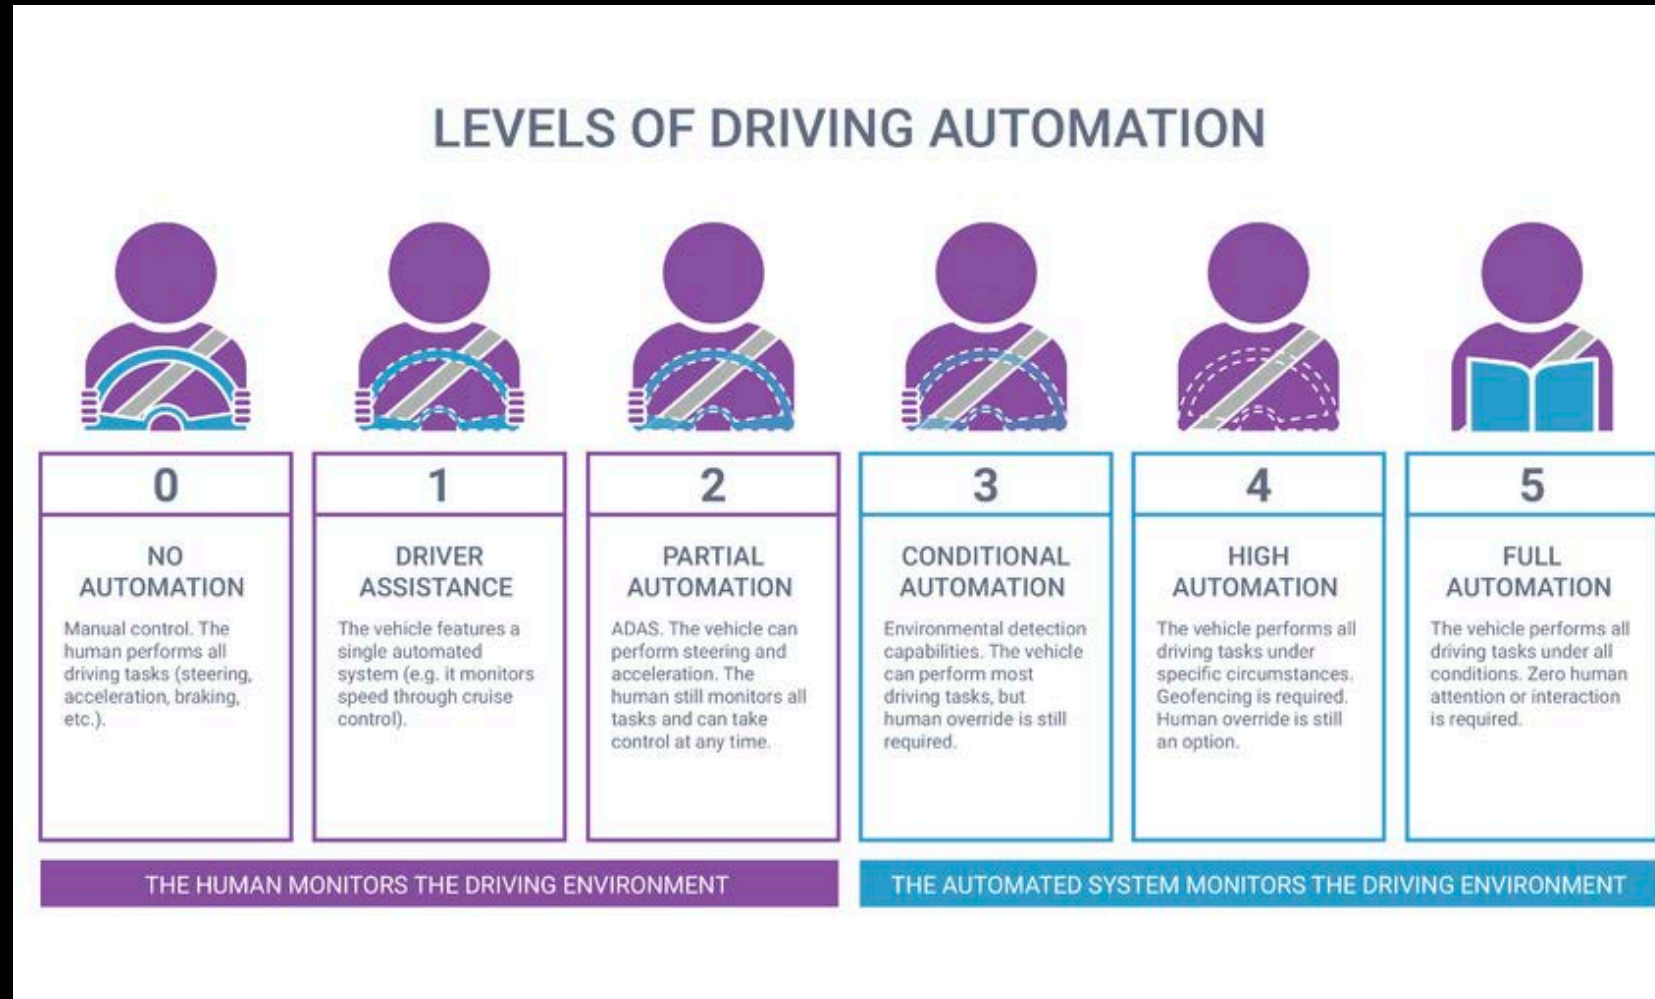 LEVELS OF DRIVING AUTOMATION
0
NO
AUTOMATION
Manual control. The
human performs all
driving tasks (steering,
acceleration, braking,
etc.).
1
DRIVER
ASSISTANCE
The vehicle features a
single automated
system (e.g. it monitors
speed through cruise
control).
2
PARTIAL
AUTOMATION
ADAS. The vehicle can
perform steering and
acceleration. The
human still monitors all
tasks and can take
control at any time.
3
CONDITIONAL
AUTOMATION
Environmental detection
capabilities. The vehicle
can perform most
driving tasks, but
human override is still
required.
4
HIGH
AUTOMATION
The vehicle performs all
driving tasks under
specific circumstances.
Geofencing is required.
Human override is still
an option.
5
FULL
AUTOMATION
The vehicle performs all
driving tasks under all
conditions. Zero human
attention or interaction
is required.
THE HUMAN MONITORS THE DRIVING ENVIRONMENT
THE AUTOMATED SYSTEM MONITORS THE DRIVING ENVIRONMENT